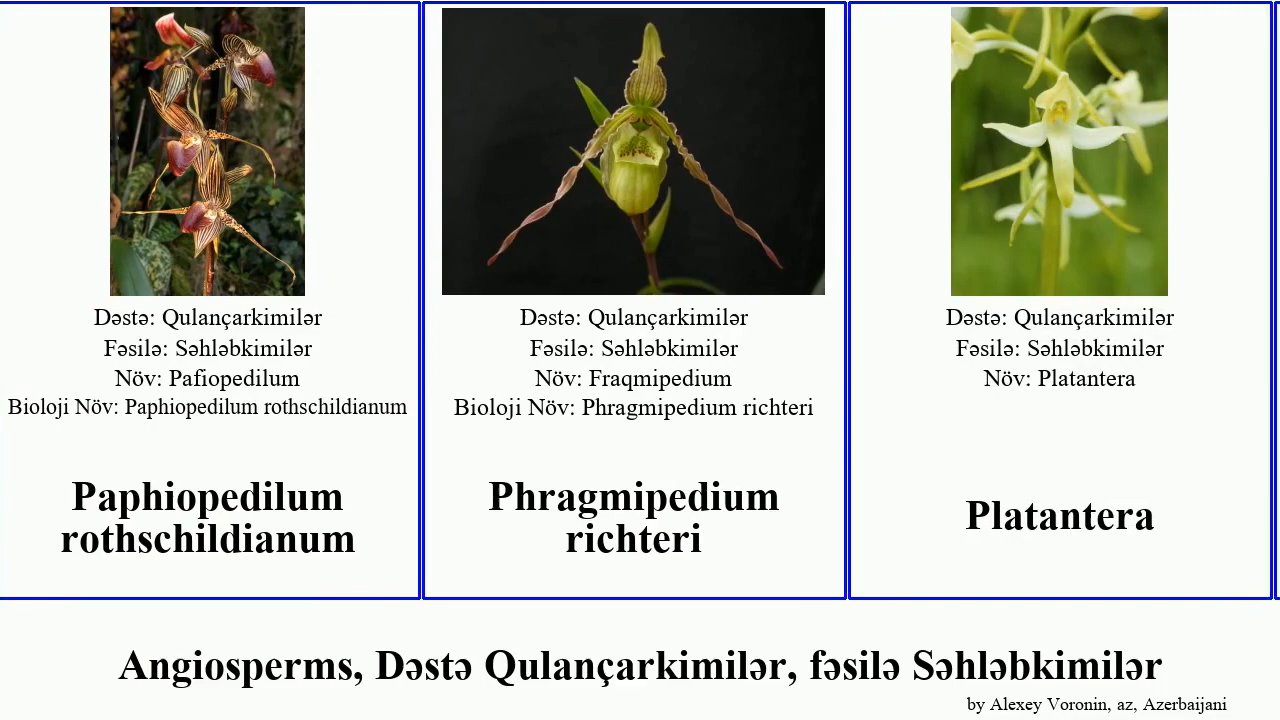 Dəstə: Qulançarkimilər
Fəsilə: Səhləbkimilər
Növ: Pafiopedilum
Bioloji Növ: Paphiopedilum rothschildianum
Paphiopedilum
rothschildianum
Dəstə: Qulançarkimilər
Fəsilə: Səhləbkimilər
Növ: Fraqmipedium
Bioloji Növ: Phragmipedium richteri
Phragmipedium
richteri
Dəstə: Qulançarkimilər
Fəsilə: Səhləbkimilər
Növ: Platantera
Platantera
Angiosperms, Dəstə Qulançarkimilər, fəsilə Səhləbkimilər
by Alexey Voronin, az, Azerbaijani